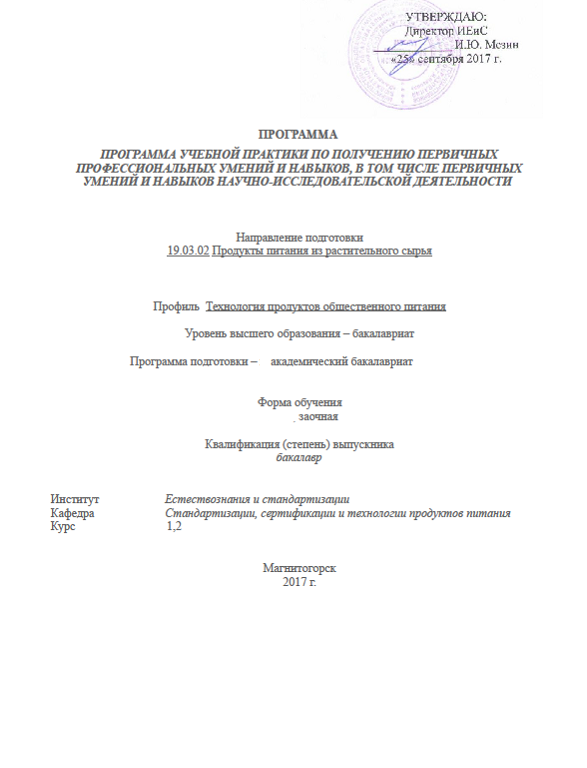 УТВЕРЖДАЮ:
Директор ИЕиС
И.Ю. Мезин
«25» сентября 2017 г.
ПРОГРАММА
ПРОГРАММА УЧЕБНОЙ ПРАКТИКИ ПО ПОЛУЧЕНИЮ ПЕРВИЧНЫХ
ПРОФЕССИОНАЛЬНЫХ УМЕНИЙ И НАВЫКОВ, В ТОМ ЧИСЛЕ ПЕРВИЧНЫХ
УМЕНИЙ И НАВЫКОВ НАУЧНО-ИССЛЕДОВАТЕЛЬСКОЙ ДЕЯТЕЛЬНОСТИ
Направление подготовки
19.03.02 Продукты питания из растительного сырья
Профиль Технология продуктов общественного питания
Уровень высшего образования – бакалавриат
Программа подготовки – академический бакалавриат
Форма обучения
заочная
Квалификация (степень) выпускника
бакалавр
Институт Естествознания и стандартизации
Кафедра Стандартизации, сертификации и технологии продуктов питания
Курс 1,2
Магнитогорск
2017 г.